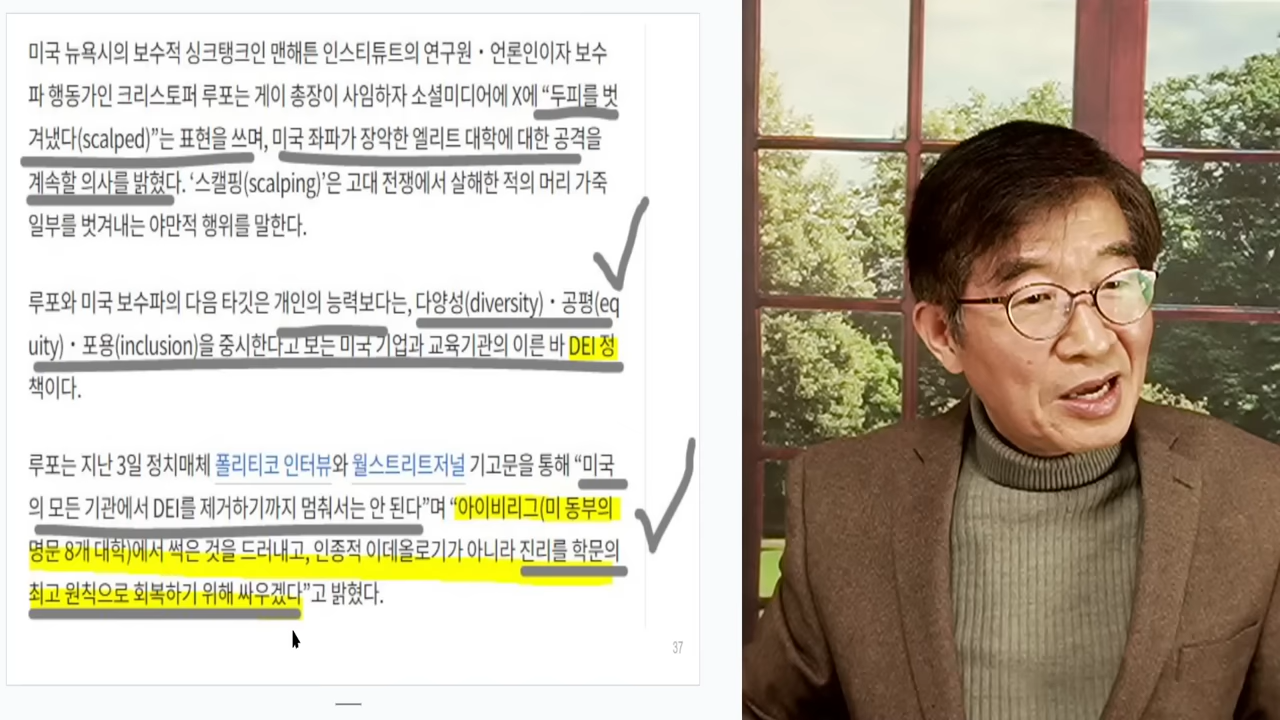 미국 뉴욕시의 보수적 싱크탱크인 맨해튼 인스티튜트의 연구원・언론인이자 보수
파 행동가인 크리스토퍼 루포는 게이 총장이 사임하자 소셜미디어에 X에 “두피를 벗
겨냈다(scalped)”는 표현을 쓰며, 미국 좌파가 장악한 엘리트 대학에 대한 공격을
계속할 의사를 밝혔다. ‘스캘핑(scalping)’은 고대 전쟁에서 살해한 적의 머리 가죽
일부를 벗겨내는 야만적 행위를 말한다.
루포와 미국 보수파의 다음 타깃은 개인의 능력보다는, 다양성(diversity)・공평(eq
uity)・포용(inclusion)을 중시한다고 보는 미국 기업과 교육기관의 이른 바 DEI 정
책이다.
루포는 지난 3일 정치매체 폴리티코 인터뷰와 월스트리트저널 기고문을 통해 “미국
의 모든 기관에서 DEI를 제거하기까지 멈춰서는 안 된다”며 “아이비리그(미 동부의
명문 8개 대학)에서 썩은 것을 드러내고, 인종적 이데올로기가 아니라 진리를 학문의
최고 원칙으로 회복하기 위해 싸우겠다”고 밝혔다.
37